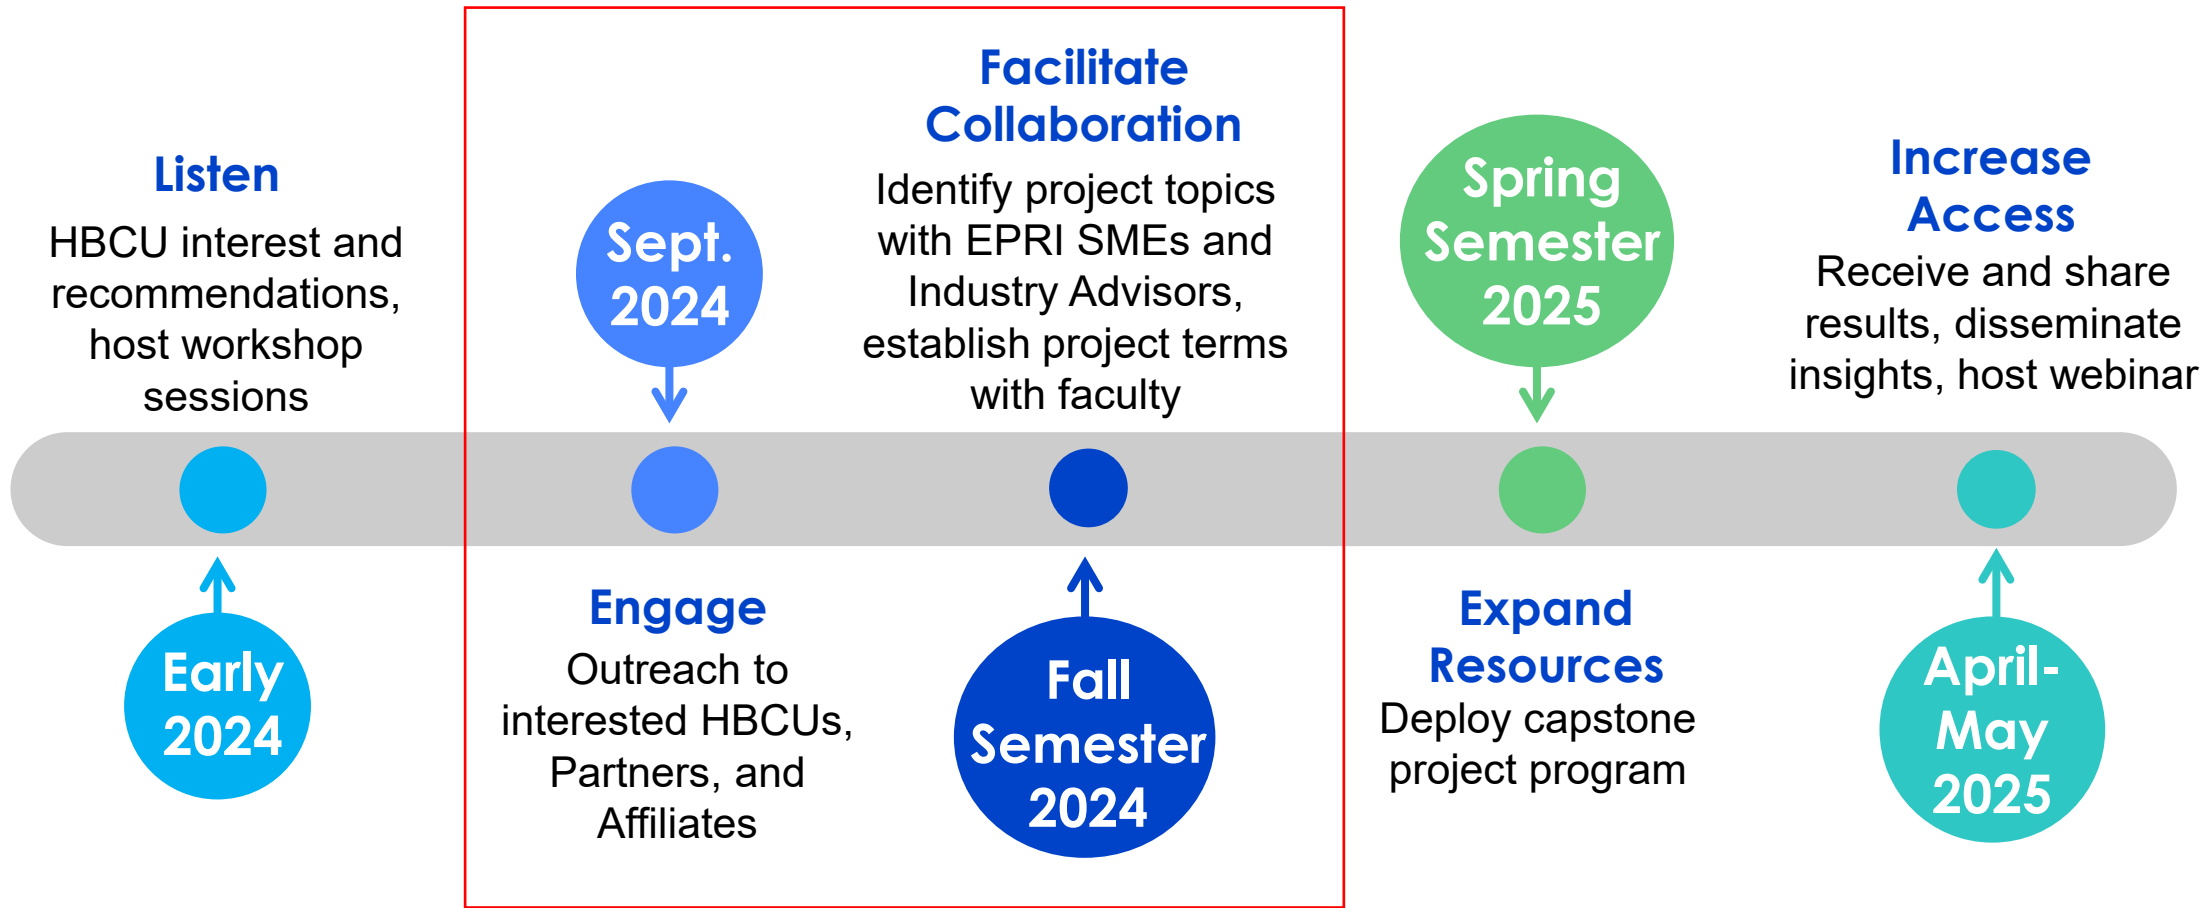 Listen
HBCU interest and
recommendations,
host workshop
sessions
Early
2024
Sept.
2024
Engage
Outreach to
interested HBCUs,
Partners, and
Affiliates
Facilitate
Collaboration
Identify project topics
with EPRI SMEs and
Industry Advisors,
establish project terms
with faculty
Fall
Semester
2024
Spring
Semester
2025
Expand
Resources
Deploy capstone
project program
Increase
Access
Receive and share
results, disseminate
insights, host webinar
April-
May
2025